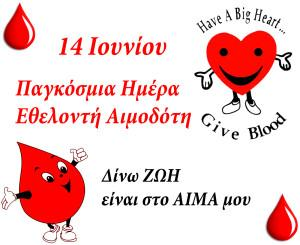 Have A Big Heart...
14 Ιουνίου
Παγκόσμια Ημέρα
Εθελοντή Αιμοδότη
Give Blood
Δίνω ΖΩΗ
είναι στο ΑΙΜΑ μου